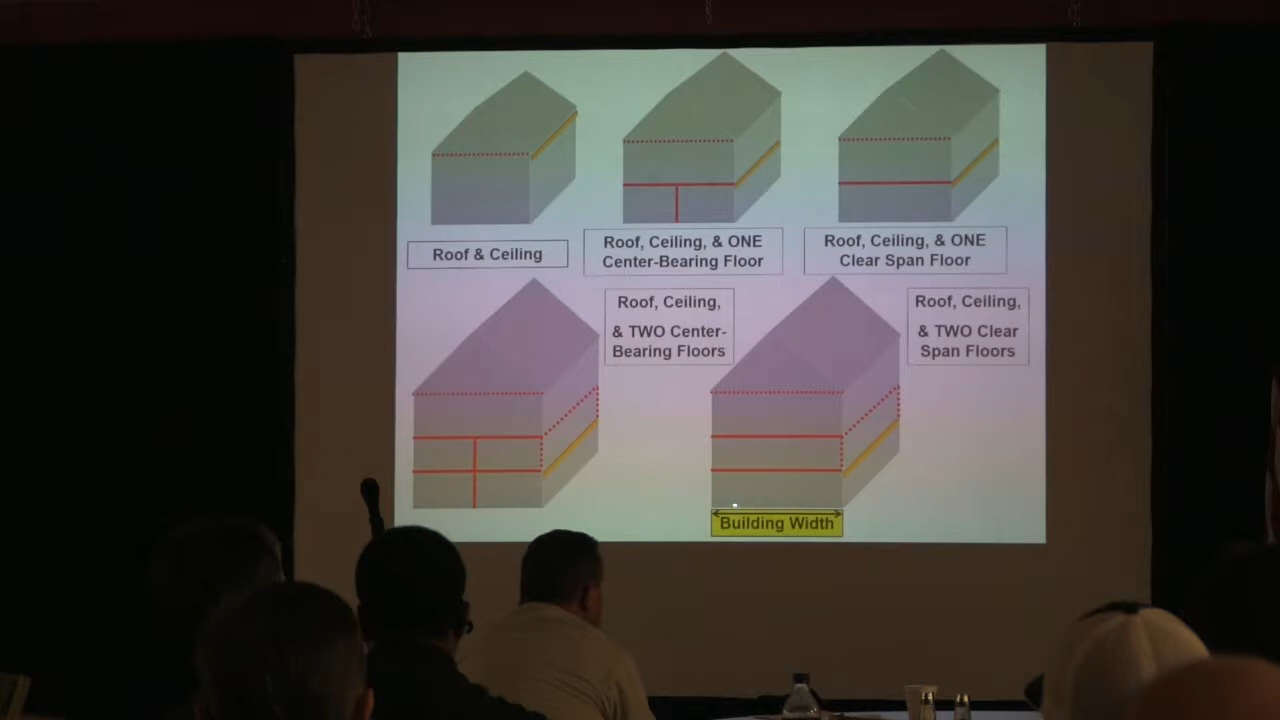 Roof & Ceiling
Roof, Ceiling, & ONE
Center-Bearing Floor
Roof, Ceiling, & ONE
Clear Span Floor
Roof, Ceiling,
& TWO Center-
Bearing Floors
Roof, Ceiling,
& TWO Clear
Span Floors
Building Width